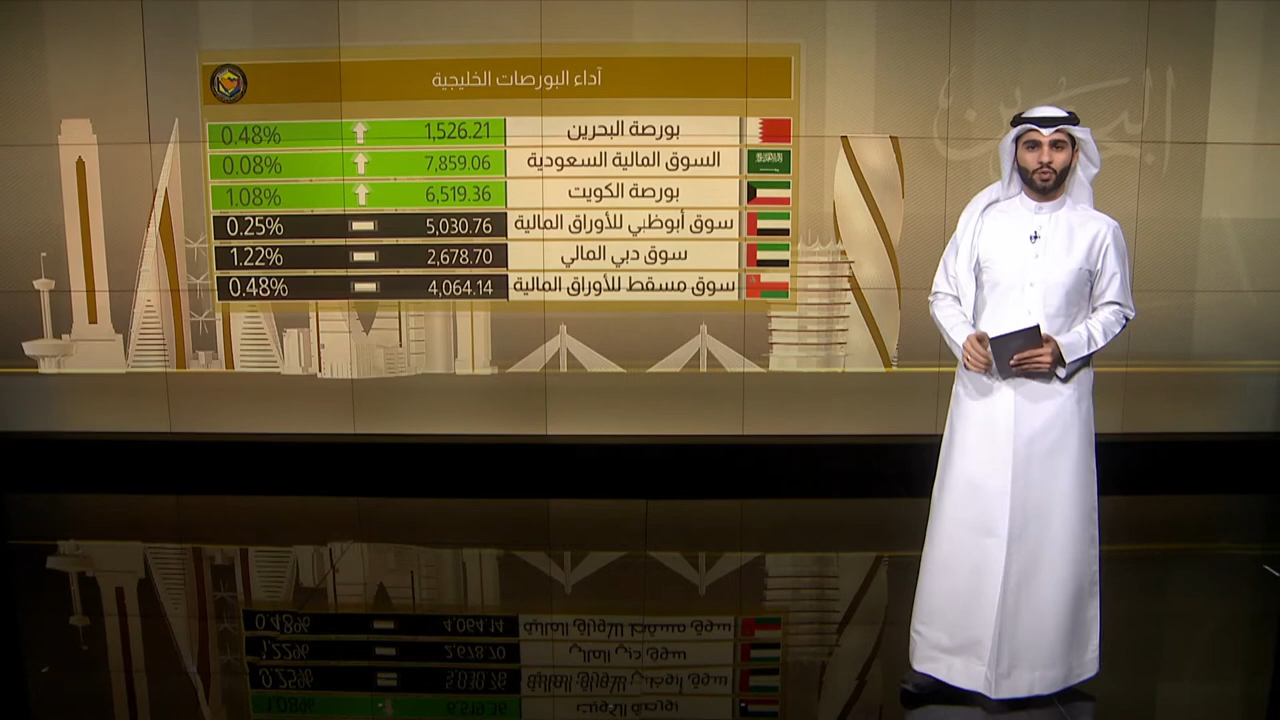 آداء البورصات الخليجية
بورصة البحرين 1,526.21 0.48%
السوق المالية السعودية 7,859.06 0.08%
بورصة الكويت 6,519.36 1.08%
سوق أبوظبي للأوراق المالية 5,030.76 0.25%
سوق دبي المالي 2,678.70 1.22%
سوق مسقط للأوراق المالية 4,064.14 0.48%
البحرين